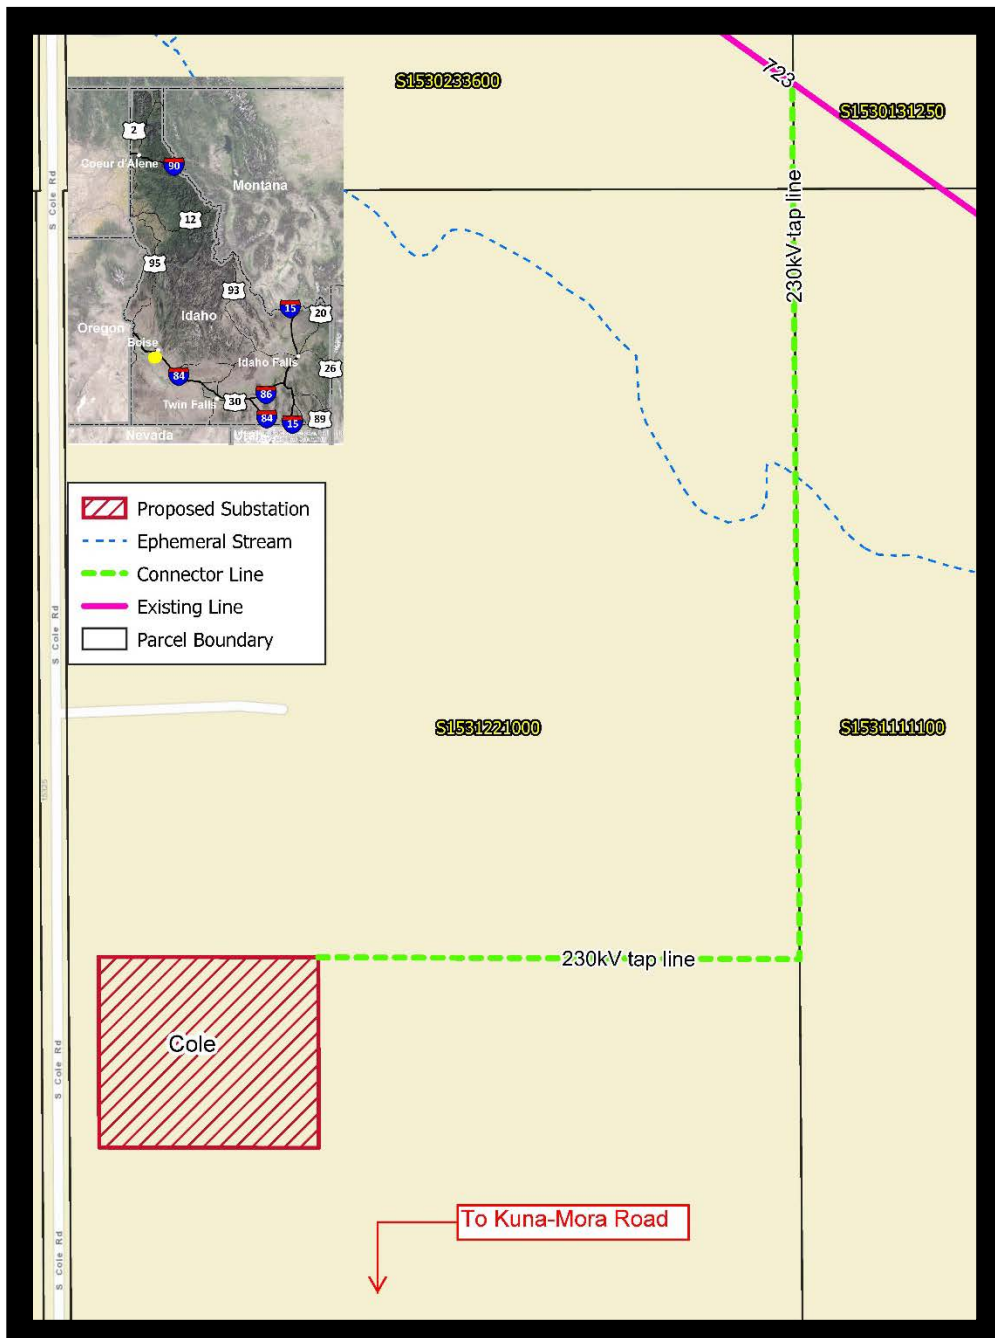 S1530233600
723
S1530131250
S Cole Rd
230kV tap line
2
Coeur d'Alene
90
Montana
12
95
93
Idaho
15
20
Oregon
Boise
Idaho Falls
26
84
86
Twin Falls
30
84
15
89
Nevada
Utah
Proposed Substation
Ephemeral Stream
Connector Line
Existing Line
Parcel Boundary
S Cole Rd
S1531221000
S1531111100
15325
230kV tap line
Cole
S Cole Rd
To Kuna-Mora Road
S Cole Rd